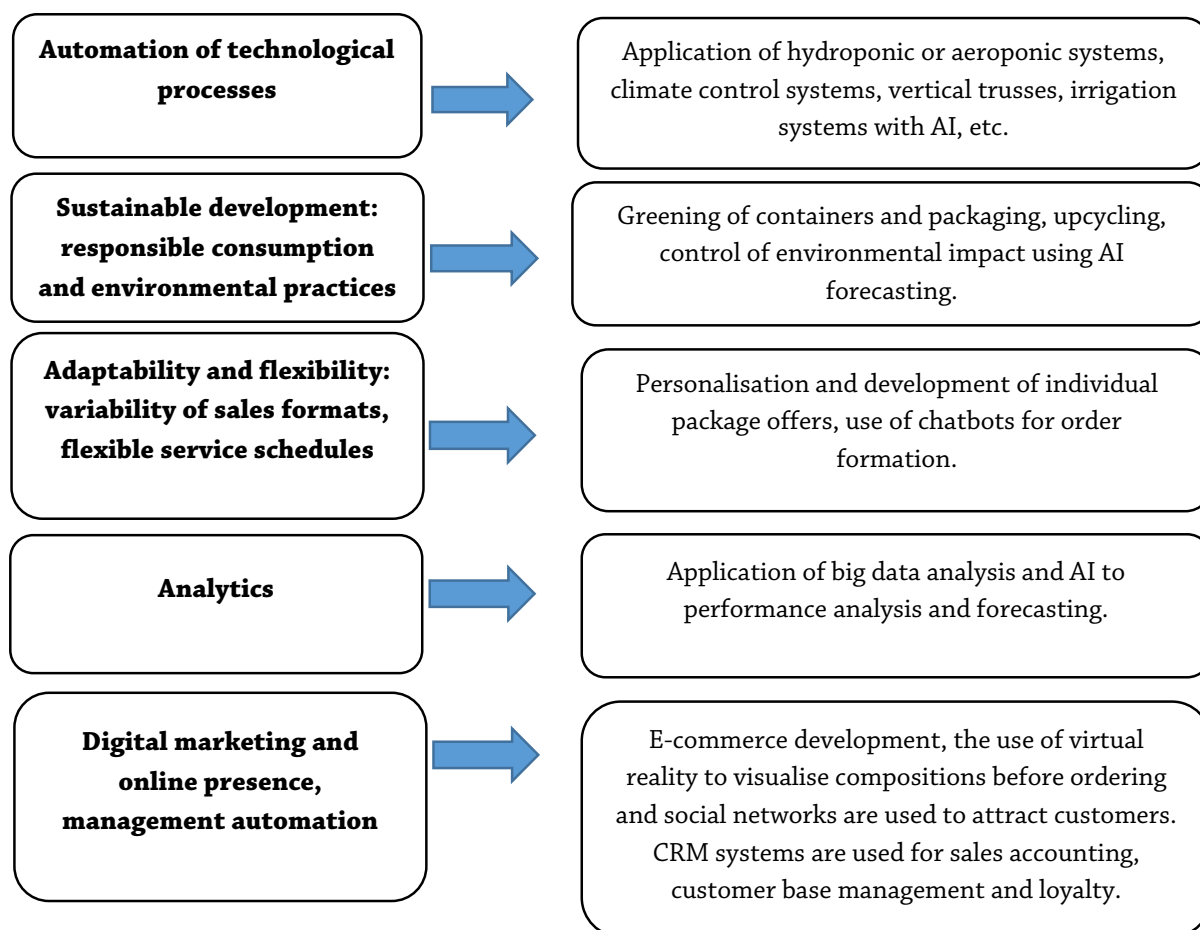 Automation of technological
processes
Application of hydroponic or aeroponic systems,
climate control systems, vertical trusses, irrigation
systems with AI, etc.
Sustainable development:
responsible consumption
and environmental practices
Greening of containers and packaging, upcycling,
control of environmental impact using AI
forecasting.
Adaptability and flexibility:
variability of sales formats,
flexible service schedules
Personalisation and development of individual
package offers, use of chatbots for order
formation.
Analytics
Application of big data analysis and AI to
performance analysis and forecasting.
Digital marketing and
online presence,
management automation
E-commerce development, the use of virtual
reality to visualise compositions before ordering
and social networks are used to attract customers.
CRM systems are used for sales accounting,
customer base management and loyalty.